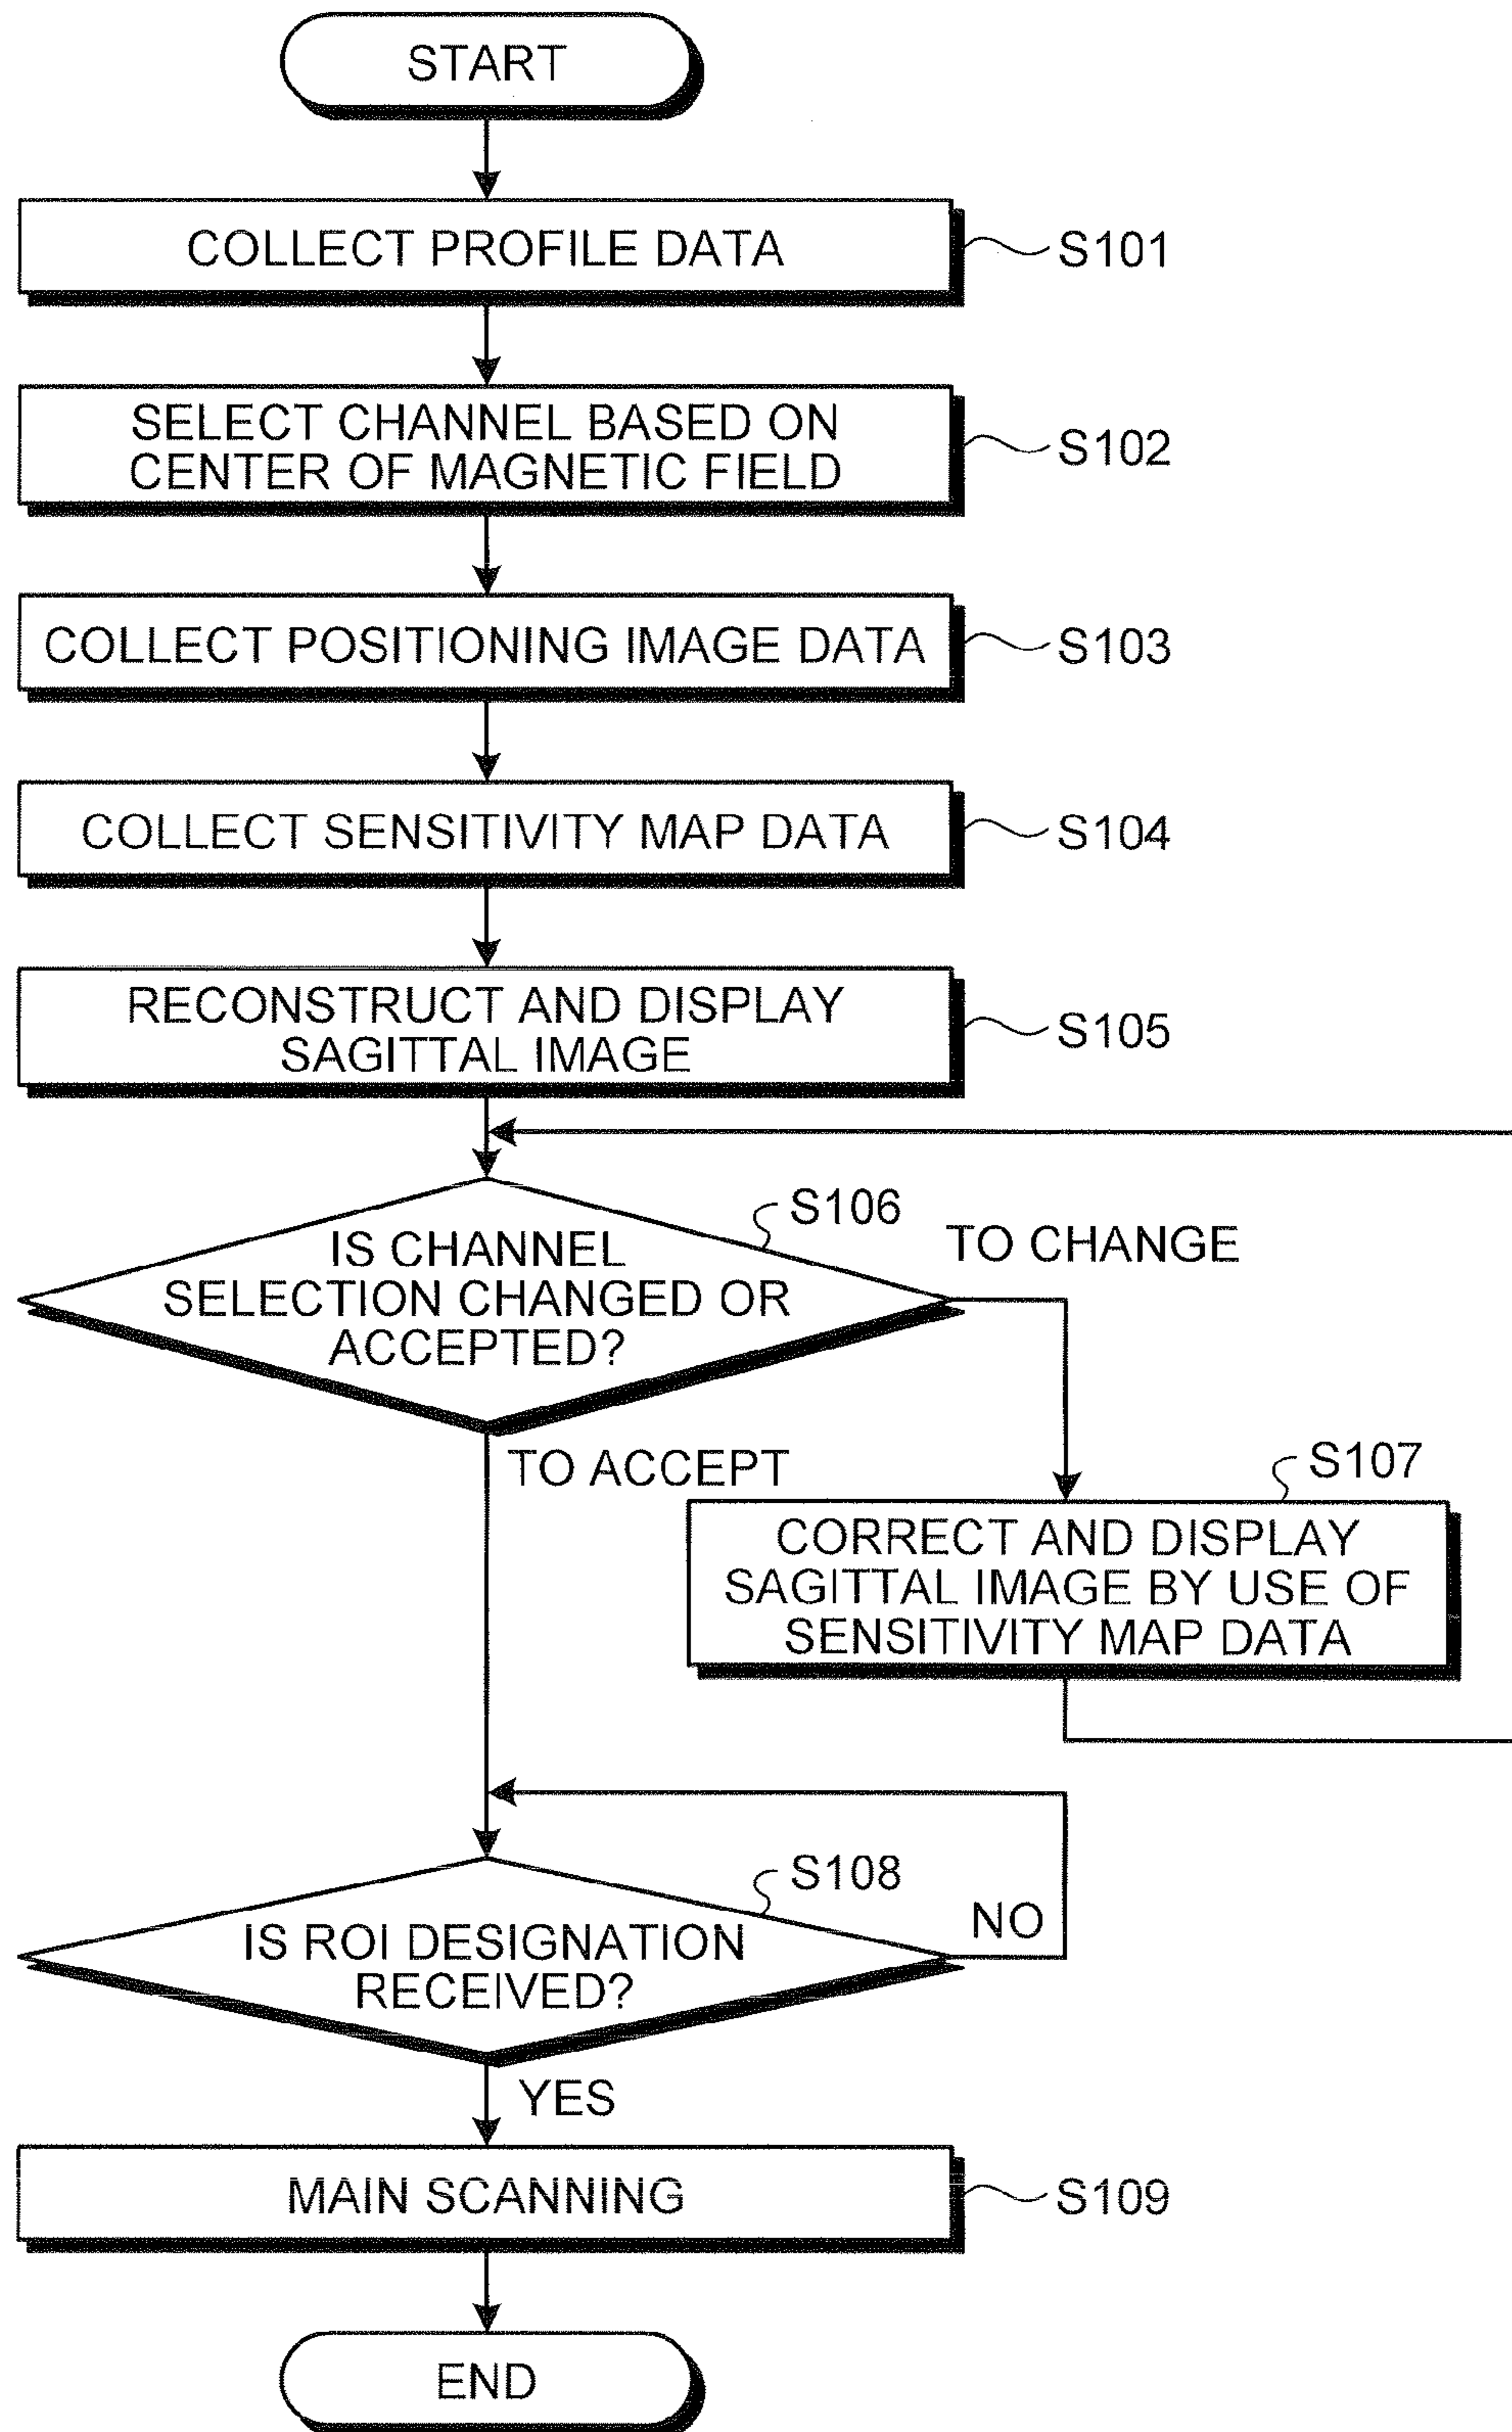 START
COLLECT PROFILE DATA
S101
SELECT CHANNEL BASED ON
CENTER OF MAGNETIC FIELD
S102
COLLECT POSITIONING IMAGE DATA
S103
COLLECT SENSITIVITY MAP DATA
S104
RECONSTRUCT AND DISPLAY
SAGITTAL IMAGE
S105
S106
IS CHANNEL
SELECTION CHANGED OR
ACCEPTED?
TO CHANGE
TO ACCEPT
S107
CORRECT AND DISPLAY
SAGITTAL IMAGE BY USE OF
SENSITIVITY MAP DATA
S108
IS ROI DESIGNATION
RECEIVED?
NO
YES
MAIN SCANNING
S109
END